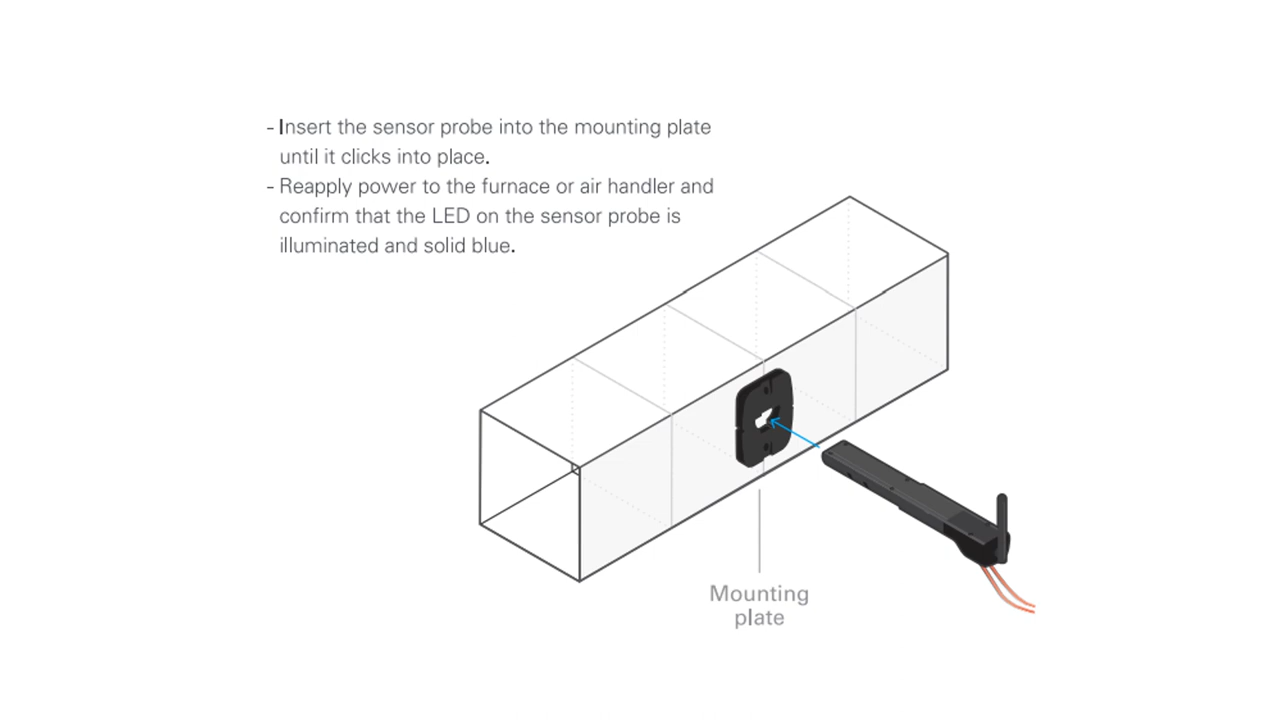 - Insert the sensor probe into the mounting plate
until it clicks into place.
- Reapply power to the furnace or air handler and
confirm that the LED on the sensor probe is
illuminated and solid blue.
Mounting
plate